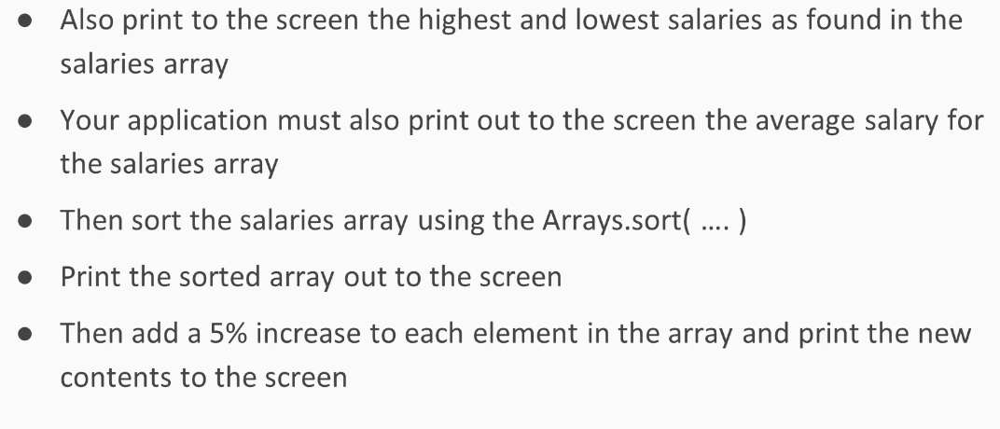 ● Also print to the screen the highest and lowest salaries as found in the
salaries array
● Your application must also print out to the screen the average salary for
the salaries array
● Then sort the salaries array using the Arrays.sort( .... )
● Print the sorted array out to the screen
● Then add a 5% increase to each element in the array and print the new
contents to the screen